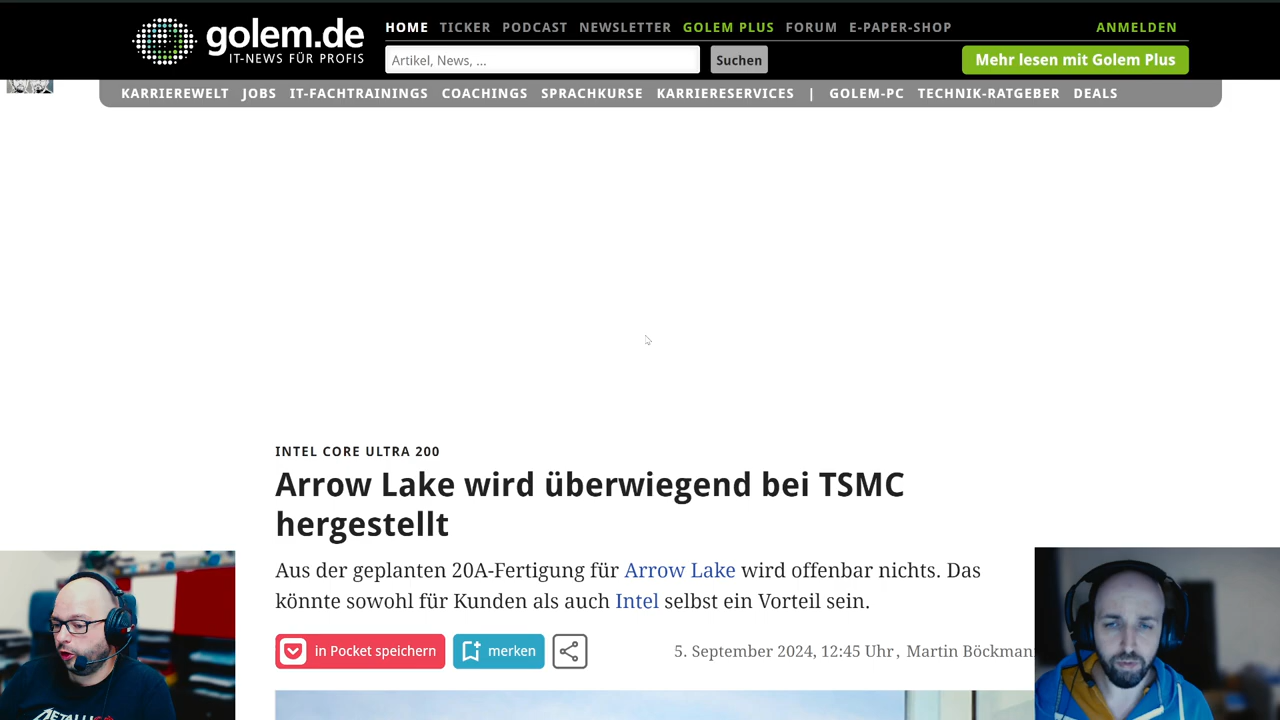 golem.de
IT-NEWS FÜR PROFIS
HOME TICKER PODCAST NEWSLETTER GOLEM PLUS FORUM E-PAPER-SHOP
ANMELDEN
Artikel, News, ...
Suchen
Mehr lesen mit Golem Plus
KARRIEREWELT JOBS IT-FACHTRAININGS COACHINGS SPRACHKURSE KARRIERESERVICES | GOLEM-PC TECHNIK-RATGEBER DEALS
INTEL CORE ULTRA 200
Arrow Lake wird überwiegend bei TSMC
hergestellt
Aus der geplanten 20A-Fertigung für Arrow Lake wird offenbar nichts. Das
könnte sowohl für Kunden als auch Intel selbst ein Vorteil sein.
in Pocket speichern
merken
5. September 2024, 12:45 Uhr, Martin Böckman